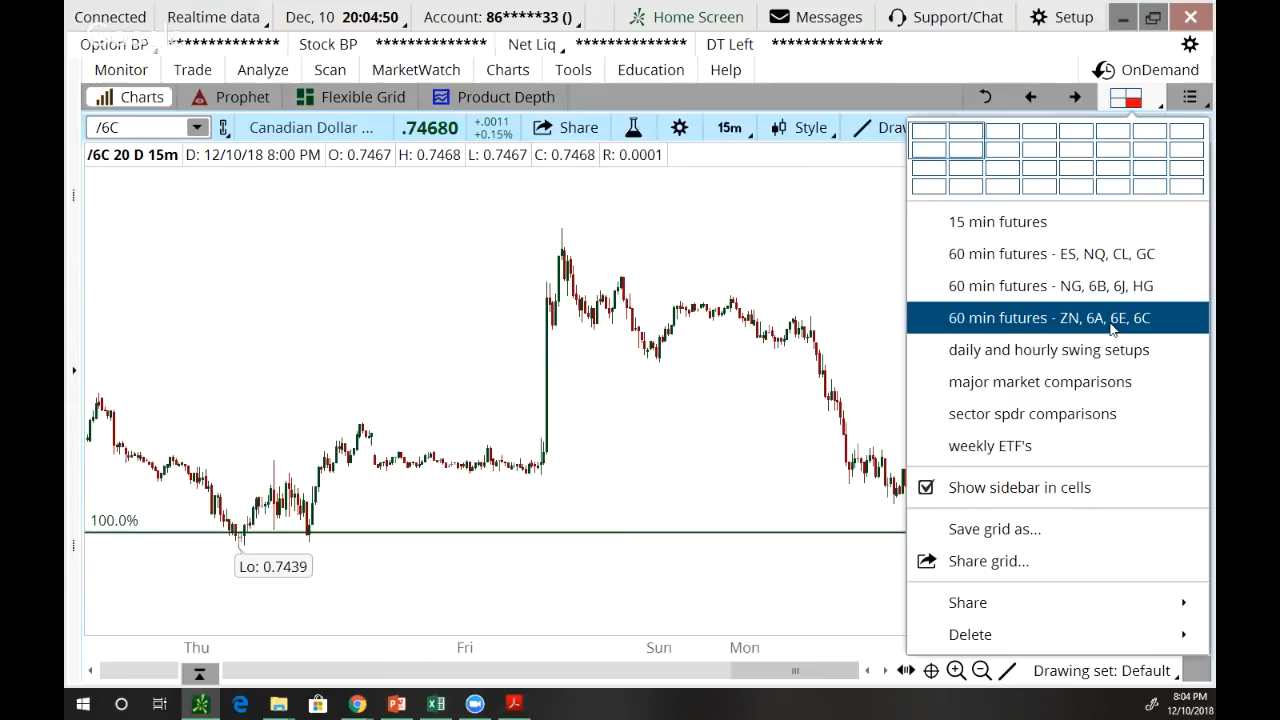 Connected Realtime data Dec, 10 20:04:50 Account: 86*****33 () Home Screen Messages Support/Chat Setup
Option BP ************* Stock BP ************* Net Liq ************* DT Left *************
Monitor Trade Analyze Scan MarketWatch Charts Tools Education Help OnDemand
Charts Prophet Flexible Grid Product Depth
/6C Canadian Dollar ... .74680 +.0011 +0.15% Share 15m Style Drav
/6C 20 D 15m D: 12/10/18 8:00 PM O: 0.7467 H: 0.7468 L: 0.7467 C: 0.7468 R: 0.0001
15 min futures
60 min futures - ES, NQ, CL, GC
60 min futures - NG, 6B, 6J, HG
60 min futures - ZN, 6A, 6E, 6C
daily and hourly swing setups
major market comparisons
sector spdr comparisons
weekly ETF's
Show sidebar in cells
Save grid as...
Share grid...
Share
Delete
100.0%
Lo: 0.7439
Thu Fri Sun Mon
Drawing set: Default
8:04 PM
12/10/2018